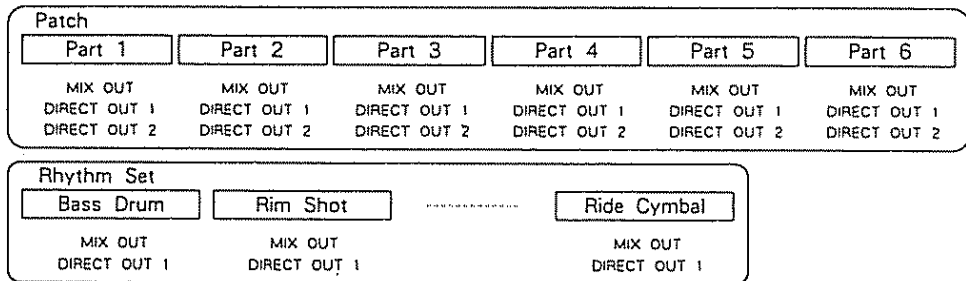 Patch
Part 1 Part 2 Part 3 Part 4 Part 5 Part 6
MIX OUT MIX OUT MIX OUT MIX OUT MIX OUT MIX OUT
DIRECT OUT 1 DIRECT OUT 1 DIRECT OUT 1 DIRECT OUT 1 DIRECT OUT 1 DIRECT OUT 1
DIRECT OUT 2 DIRECT OUT 2 DIRECT OUT 2 DIRECT OUT 2 DIRECT OUT 2 DIRECT OUT 2
Rhythm Set
Bass Drum Rim Shot ............ Ride Cymbal
MIX OUT MIX OUT MIX OUT
DIRECT OUT 1 DIRECT OUT 1 DIRECT OUT 1